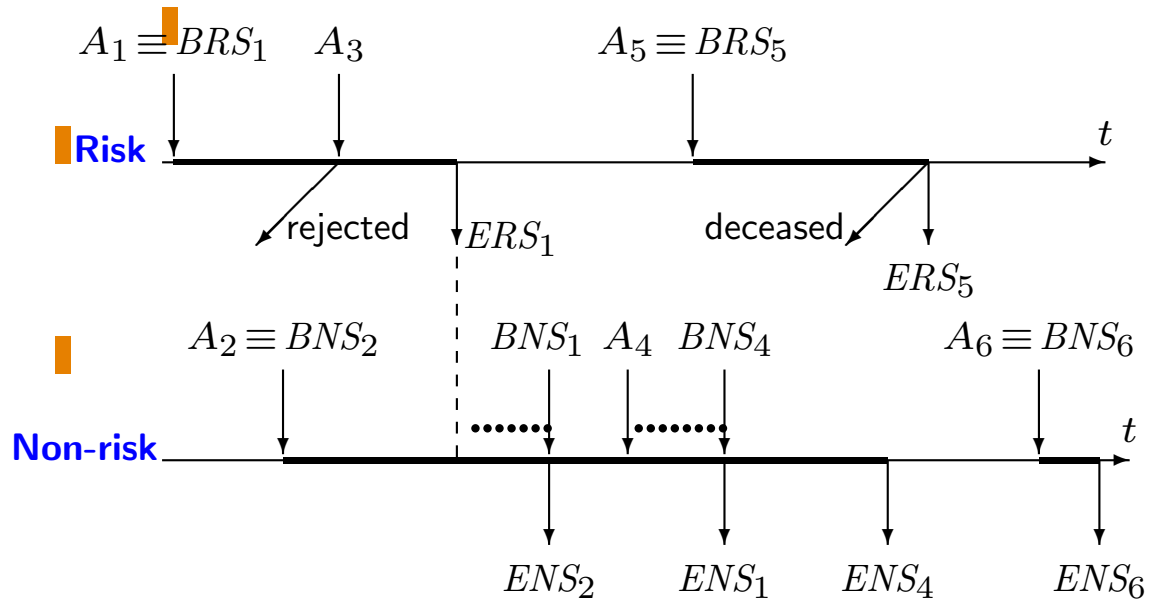 A₁ ≡ BRS₁ A₃ A₅ ≡ BRS₅
t
Risk
rejected ERS₁ deceased
ERS₅
A₂ ≡ BNS₂ BNS₁ A₄ BNS₄ A₆ ≡ BNS₆
t
Non-risk
ENS₂ ENS₁ ENS₄ ENS₆